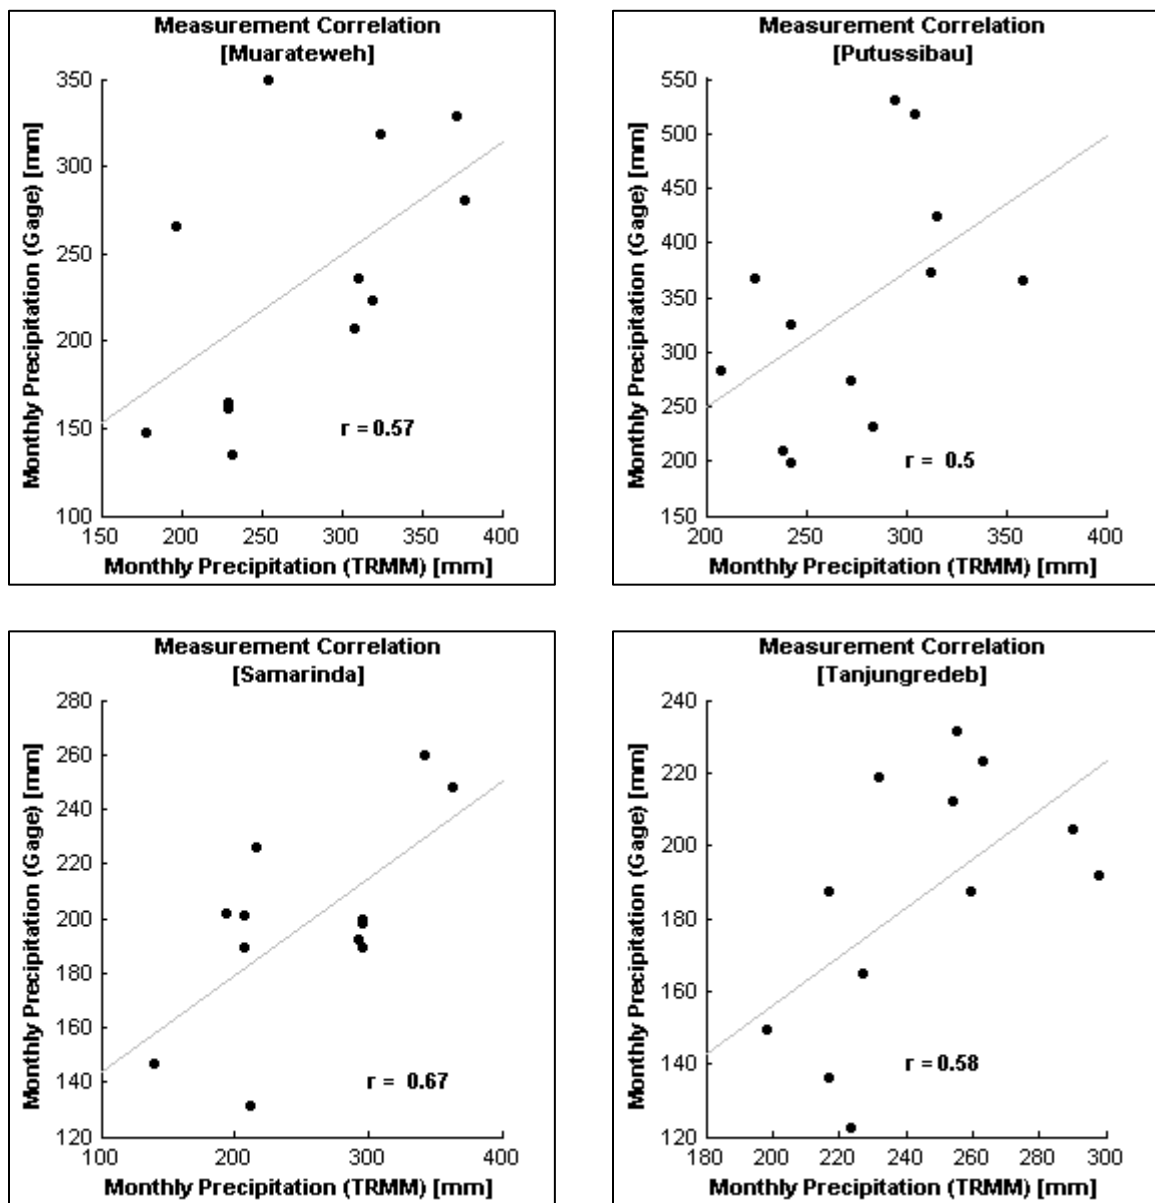 Measurement Correlation
[Muarateweh]
350
300
250
200
150
100
150 200 250 300 350 400
Monthly Precipitation (Gage) [mm]
r = 0.57
Monthly Precipitation (TRMM) [mm]
Measurement Correlation
[Putussibau]
550
500
450
400
350
300
250
200
150
200 250 300 350 400
Monthly Precipitation (Gage) [mm]
r = 0.5
Monthly Precipitation (TRMM) [mm]
Measurement Correlation
[Samarinda]
280
260
240
220
200
180
160
140
120
100 200 300 400
Monthly Precipitation (Gage) [mm]
r = 0.67
Monthly Precipitation (TRMM) [mm]
Measurement Correlation
[Tanjungredeb]
240
220
200
180
160
140
120
180 200 220 240 260 280 300
Monthly Precipitation (Gage) [mm]
r = 0.58
Monthly Precipitation (TRMM) [mm]